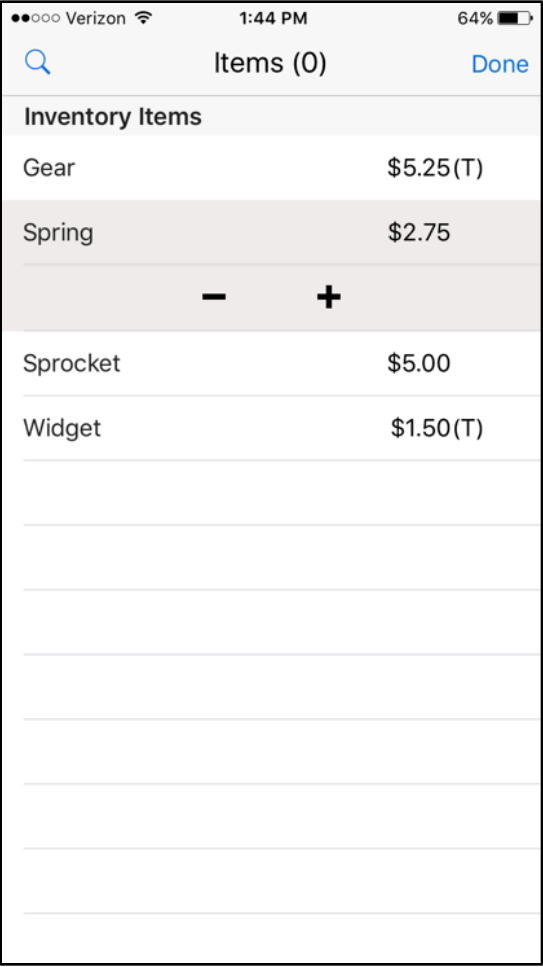 Verizon 1:44 PM 64%
Items (0) Done
Inventory Items
Gear $5.25(T)
Spring $2.75
− +
Sprocket $5.00
Widget $1.50(T)